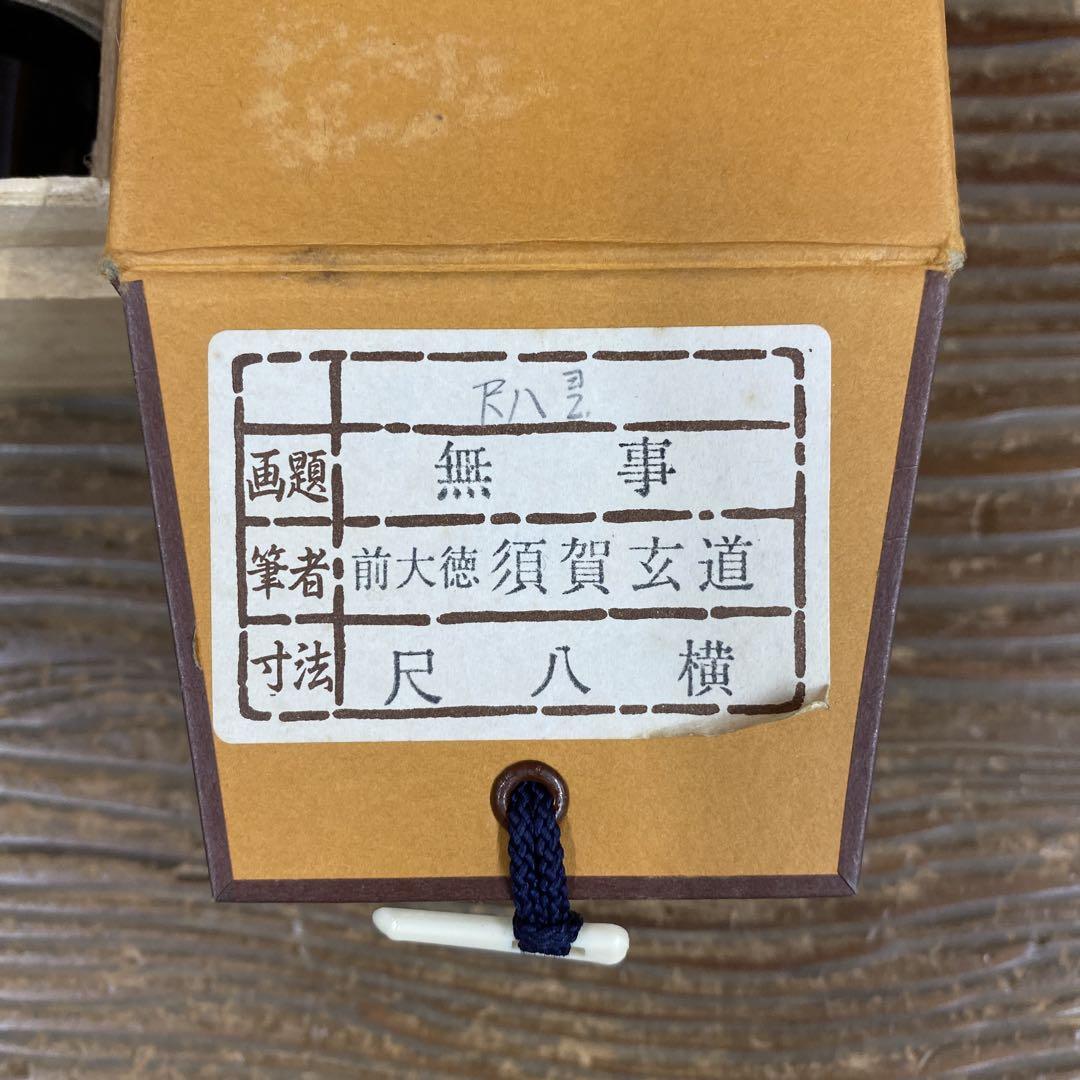 尺八ヨコ
画題 無事
筆者 前大徳 須賀玄道
寸法 尺八横